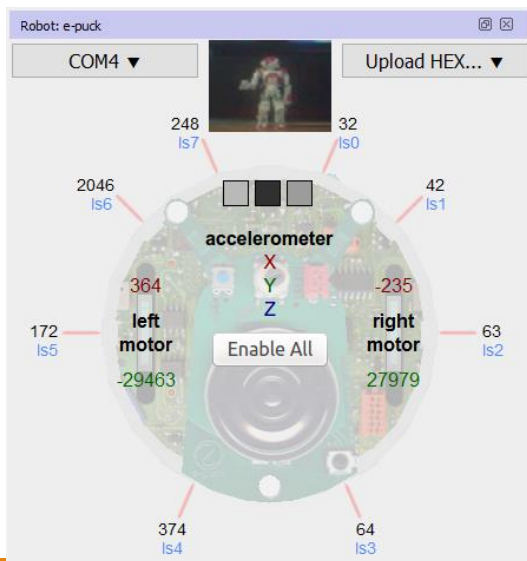 Robot: e-puck
COM4 ▼
Upload HEX... ▼
248
ls7
32
ls0
2046
ls6
42
ls1
accelerometer
X
Y
Z
364
-235
172
ls5
left
motor
right
motor
63
ls2
Enable All
-29463
27979
374
ls4
64
ls3